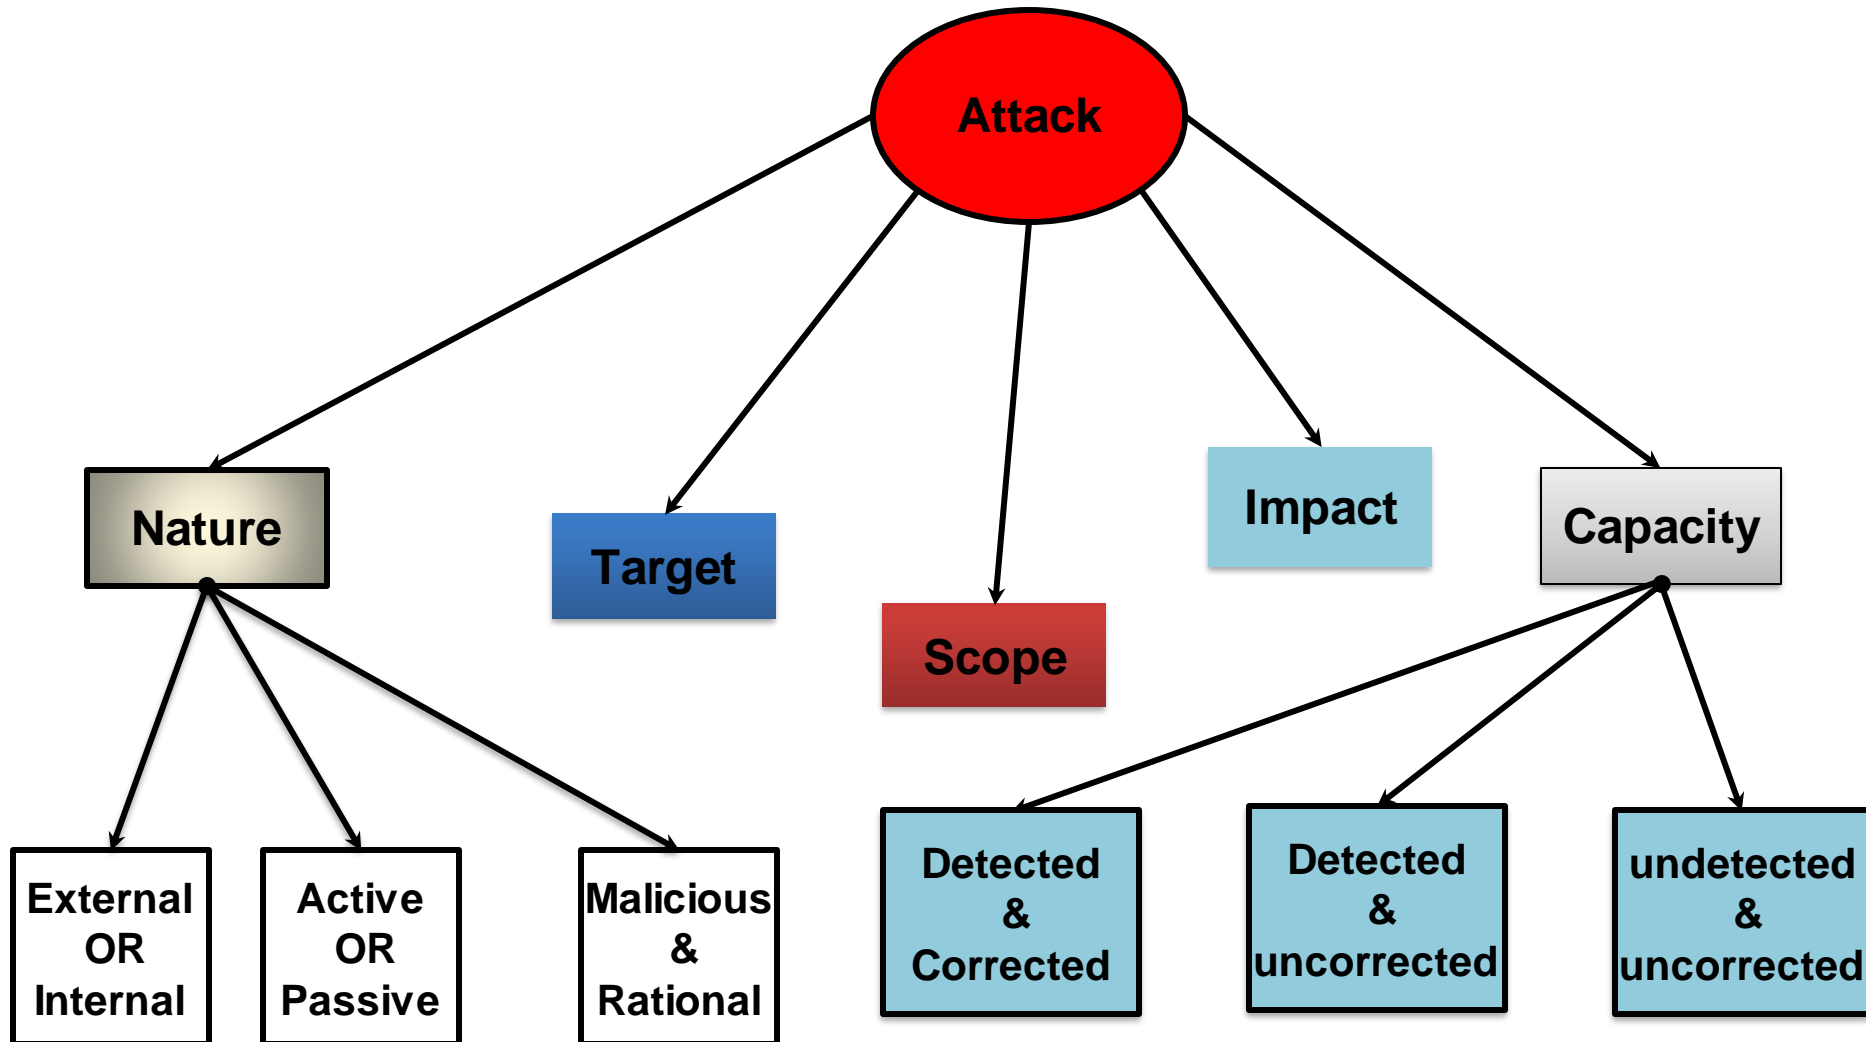 Attack
Nature
Target
Scope
Impact
Capacity
External
OR
Internal
Active
OR
Passive
Malicious
&
Rational
Detected
&
Corrected
Detected
&
uncorrected
undetected
&
uncorrected